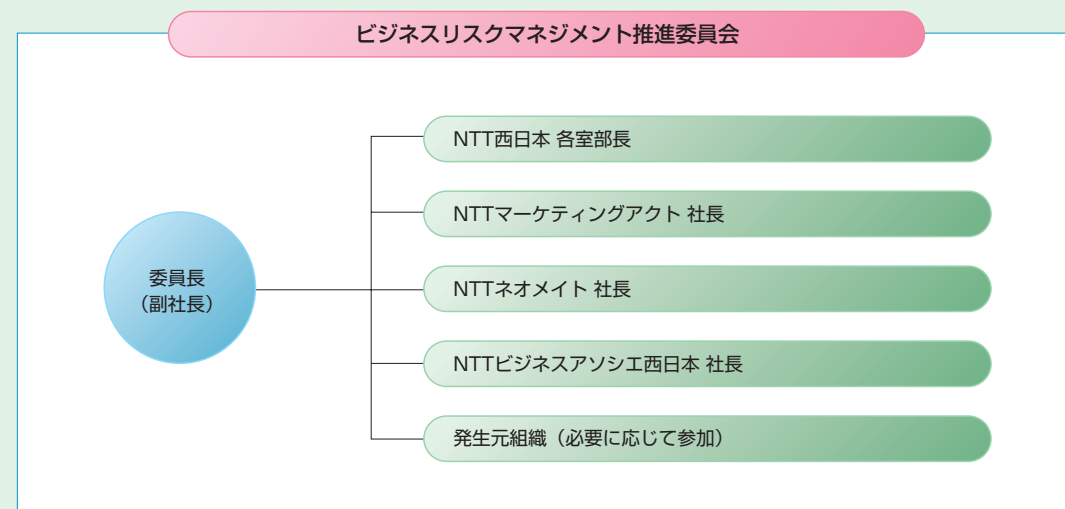 ビジネスリスクマネジメント推進委員会
NTT西日本 各室部長
NTTマーケティングアクト 社長
委員長
（副社長）
NTTネオメイト 社長
NTTビジネスアソシエ西日本 社長
発生元組織（必要に応じて参加）